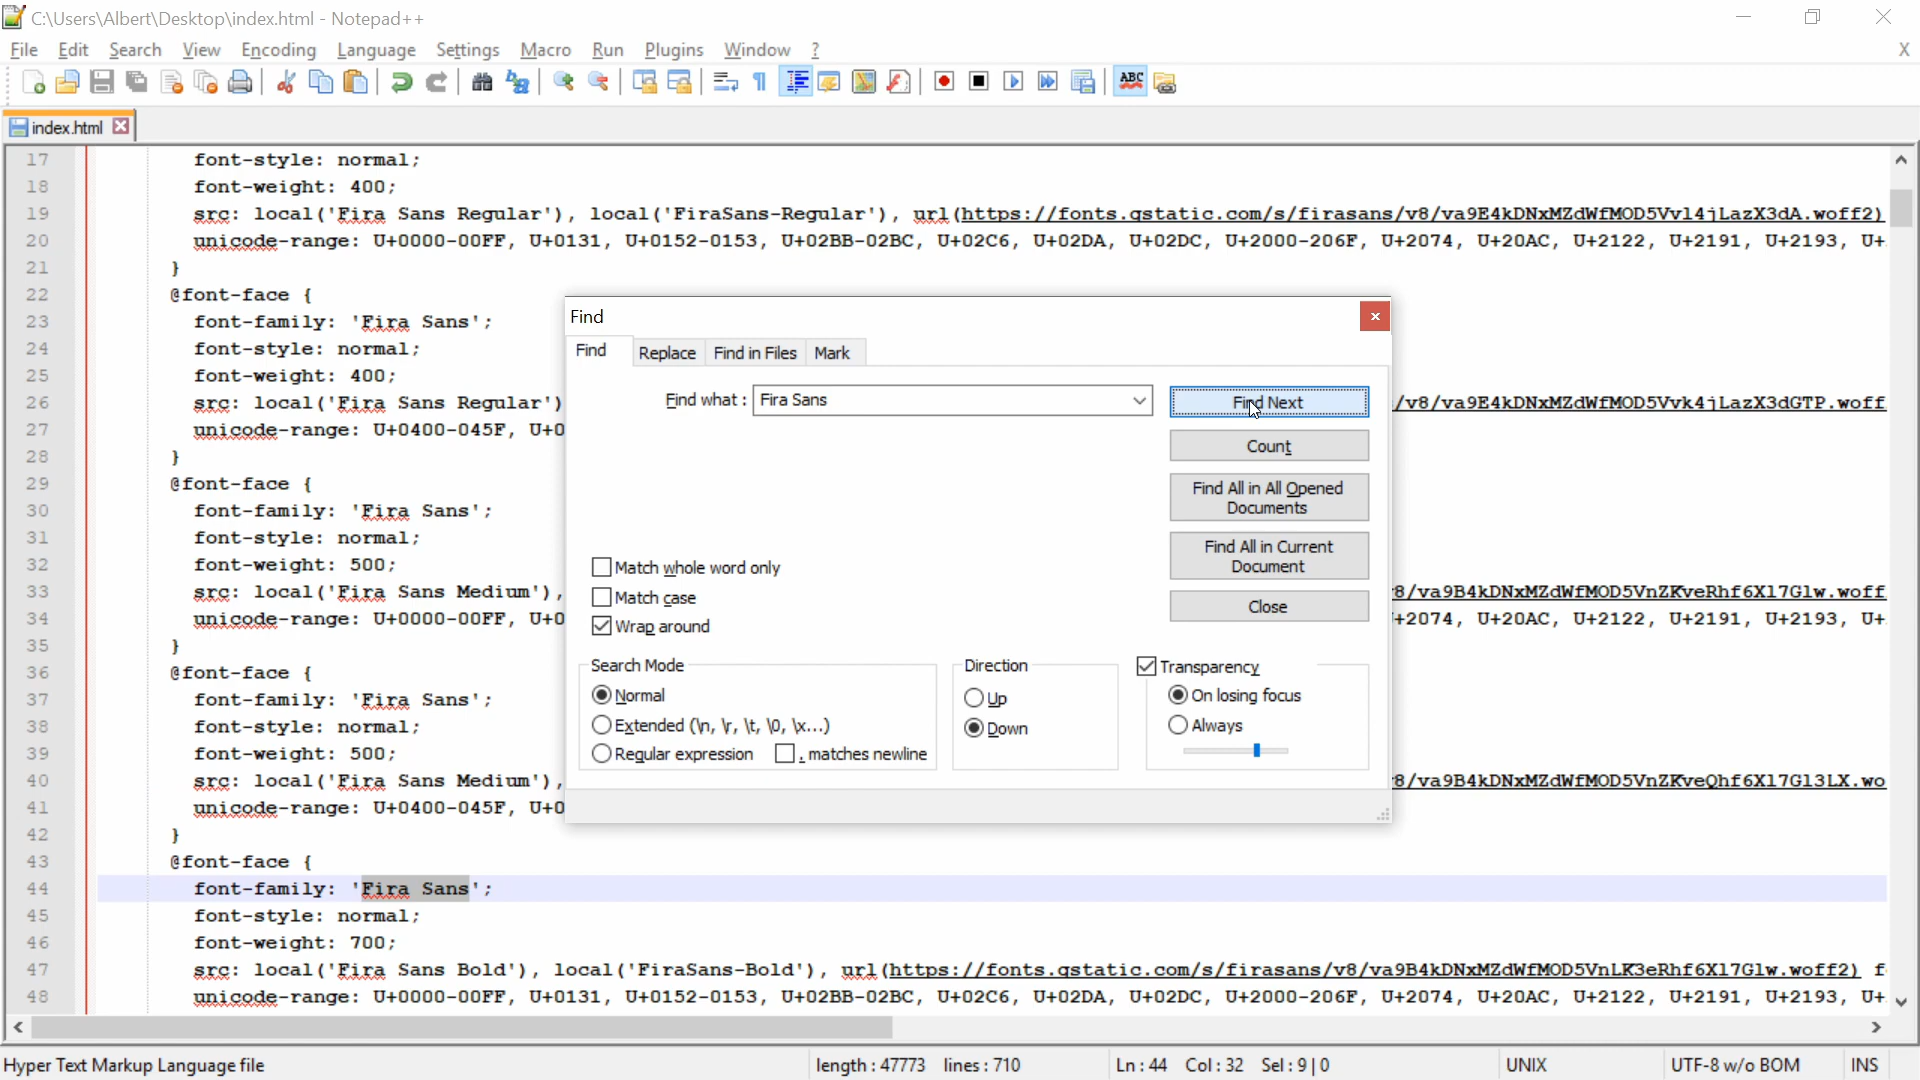 C:\Users\Albert\Desktop\index.html - Notepad++
File Edit Search View Encoding Language Settings Macro Run Plugins Window ? X
ABC
index.html
17 font-style: normal;
18 font-weight: 400;
19 src: local('Fira Sans Regular'), local('FiraSans-Regular'), url(https://fonts.gstatic.com/s/firasans/v8/va9E4kDNxMZdWfMOD5Vvl4jLazX3dA.woff2)
20 unicode-range: U+0000-00FF, U+0131, U+0152-0153, U+02BB-02BC, U+02C6, U+02DA, U+02DC, U+2000-206F, U+2074, U+20AC, U+2122, U+2191, U+2193, U+
21 }
22 @font-face {
23 font-family: 'Fira Sans';
24 font-style: normal;
25 font-weight: 400;
26 src: local('Fira Sans Regular') /v8/va9E4kDNxMZdWfMOD5Vvk4jLazX3dGTP.woff
27 unicode-range: U+0400-045F, U+0
28 }
29 @font-face {
30 font-family: 'Fira Sans';
31 font-style: normal;
32 font-weight: 500;
33 src: local('Fira Sans Medium'), 8/va9B4kDNxMZdWfMOD5VnZKveRhf6Xl7Glw.woff
34 unicode-range: U+0000-00FF, U+0 +2074, U+20AC, U+2122, U+2191, U+2193, U+
35 }
36 @font-face {
37 font-family: 'Fira Sans';
38 font-style: normal;
39 font-weight: 500;
40 src: local('Fira Sans Medium'), 8/va9B4kDNxMZdWfMOD5VnZKveQhf6Xl7Gl3LX.wo
41 unicode-range: U+0400-045F, U+0
42 }
43 @font-face {
44 font-family: 'Fira Sans';
45 font-style: normal;
46 font-weight: 700;
47 src: local('Fira Sans Bold'), local('FiraSans-Bold'), url(https://fonts.gstatic.com/s/firasans/v8/va9B4kDNxMZdWfMOD5VnLK3eRhf6Xl7Glw.woff2) f
48 unicode-range: U+0000-00FF, U+0131, U+0152-0153, U+02BB-02BC, U+02C6, U+02DA, U+02DC, U+2000-206F, U+2074, U+20AC, U+2122, U+2191, U+2193, U+
Find
Find Replace Find in Files Mark
Find what : Fira Sans Find Next
Count
Find All in All Opened
Documents
Find All in Current
Document
Close
Match whole word only
Match case
Wrap around
Search Mode
Normal
Extended (\n, \r, \t, \0, \x...)
Regular expression . matches newline
Direction
Up
Down
Transparency
On losing focus
Always
Hyper Text Markup Language file length : 47773 lines : 710 Ln : 44 Col : 32 Sel : 9 | 0 UNIX UTF-8 w/o BOM INS